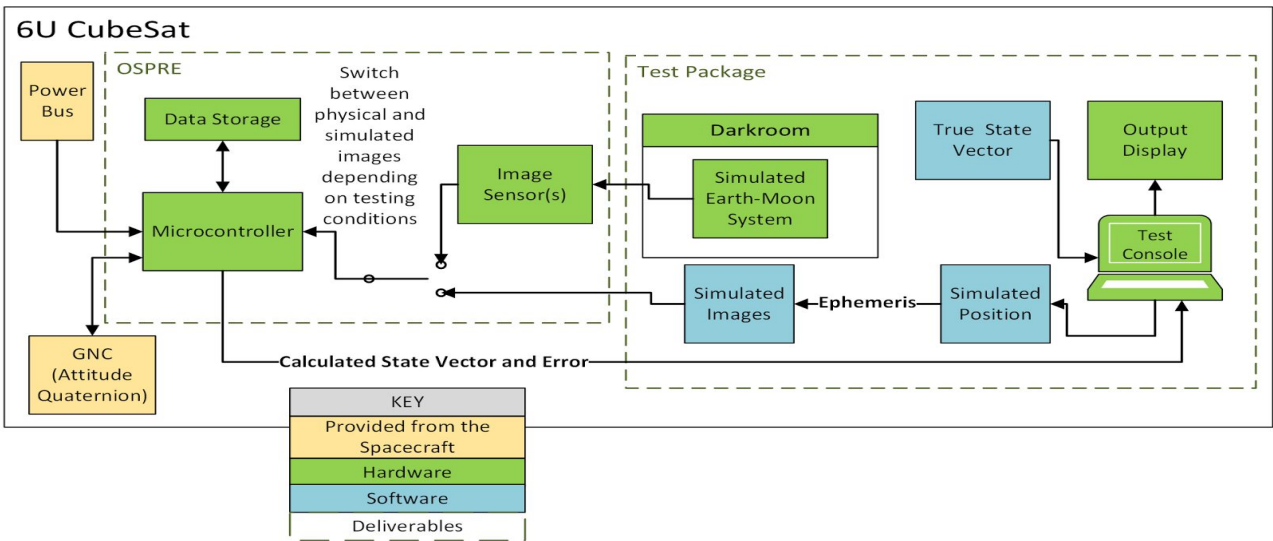 6U CubeSat
OSPRE
Power
Bus
Data Storage
Microcontroller
GNC
(Attitude
Quaternion)
Switch
between
physical and
simulated
images
depending
on testing
conditions
Image
Sensor(s)
Test Package
Darkroom
Simulated
Earth-Moon
System
True State
Vector
Output
Display
Test
Console
Simulated
Images
Ephemeris
Simulated
Position
Calculated State Vector and Error
KEY
Provided from the
Spacecraft
Hardware
Software
Deliverables